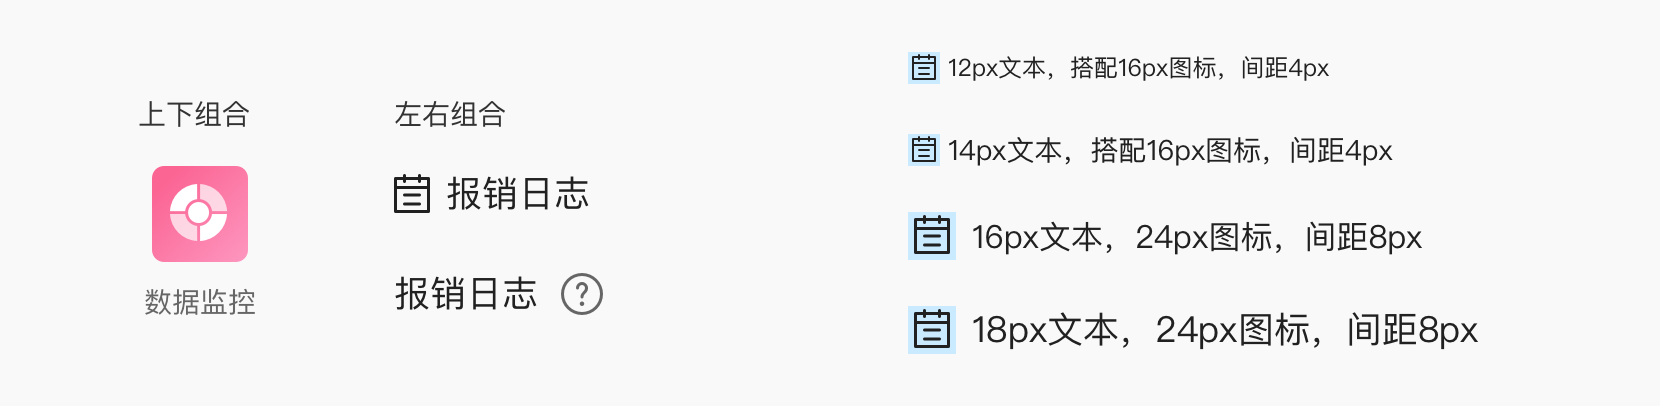 上下组合
数据监控
左右组合
报销日志
报销日志
12px文本，搭配16px图标，间距4px
14px文本，搭配16px图标，间距4px
16px文本，24px图标，间距8px
18px文本，24px图标，间距8px